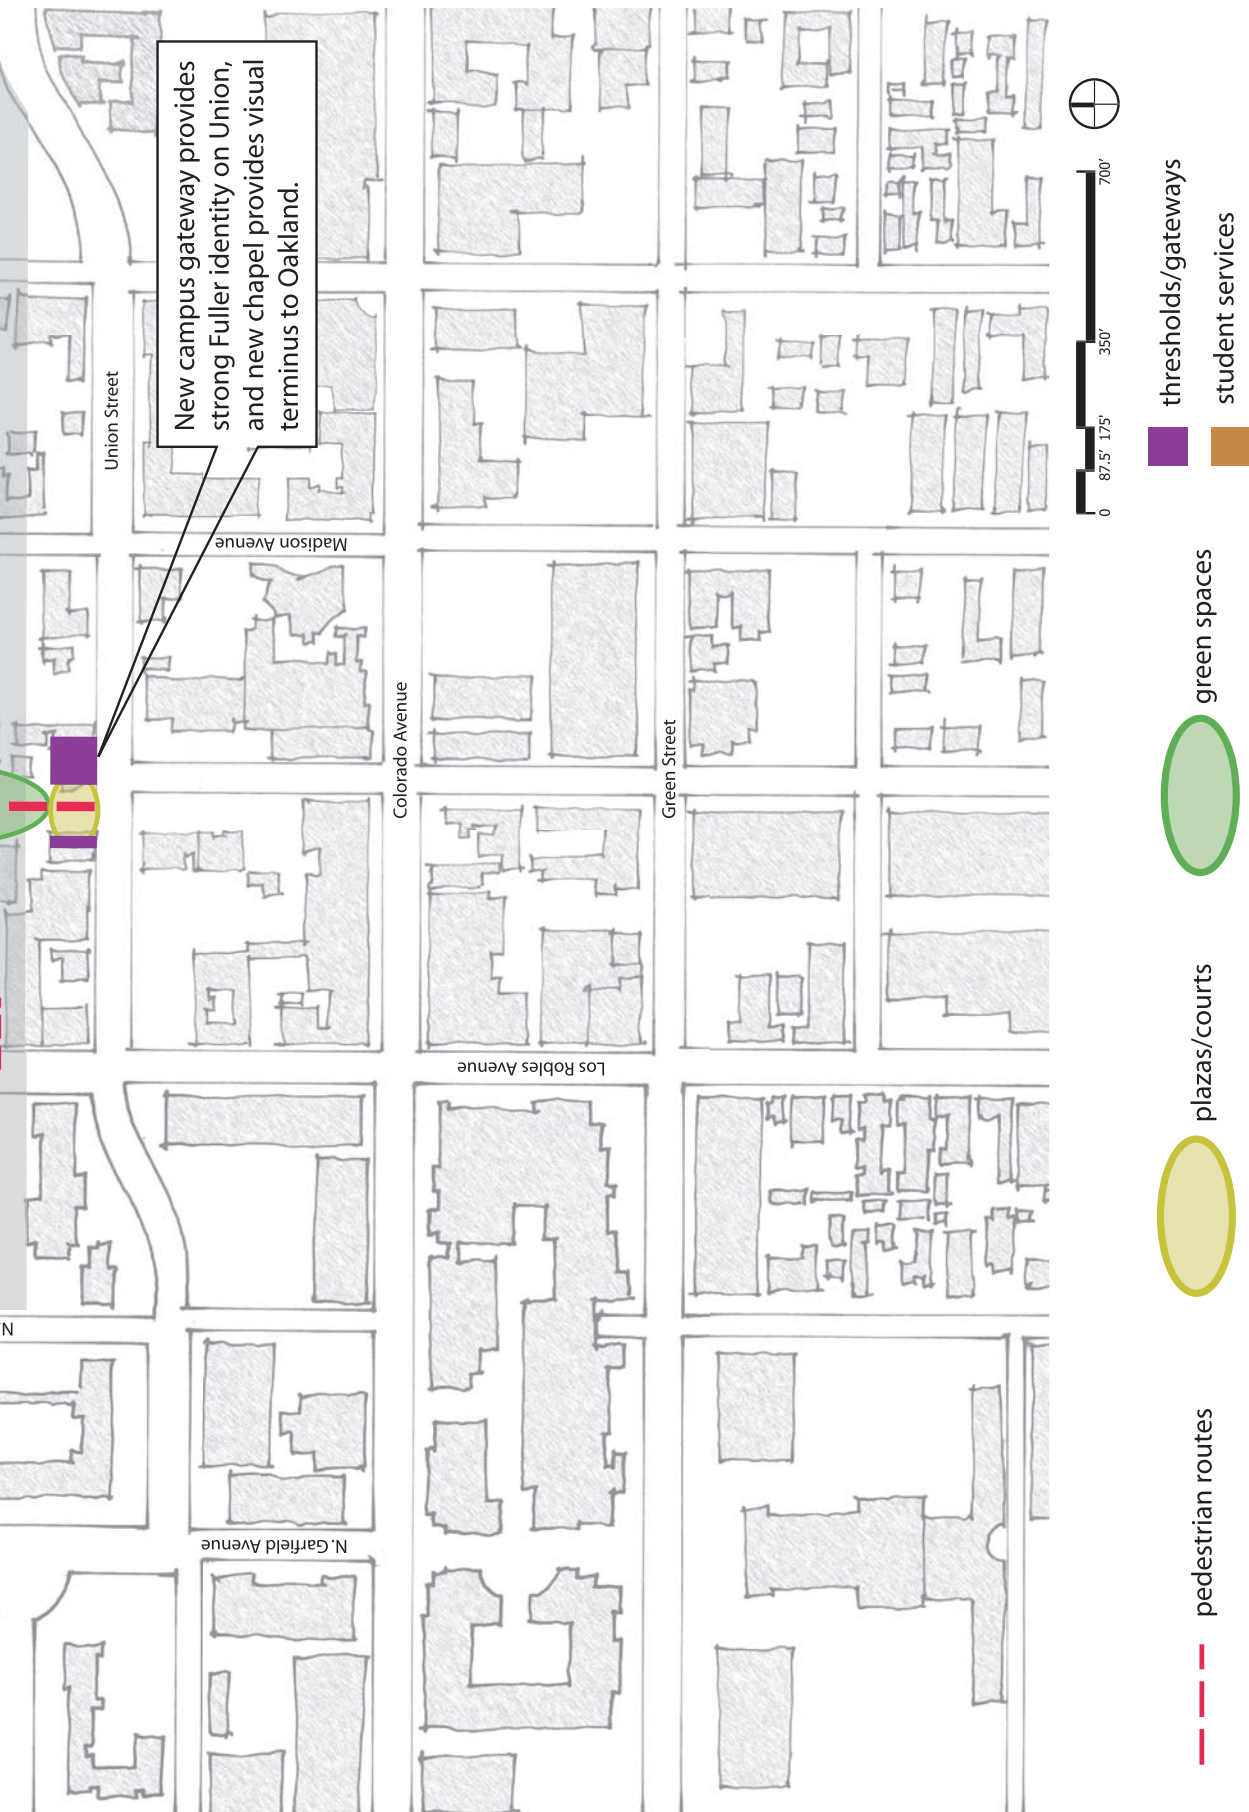 New campus gateway provides
strong Fuller identity on Union,
and new chapel provides visual
terminus to Oakland.
Union Street
Madison Avenue
Colorado Avenue
Green Street
Los Robles Avenue
N.
N. Garfield Avenue
0 87.5' 175' 350' 700'
pedestrian routes
plazas/courts
green spaces
thresholds/gateways
student services